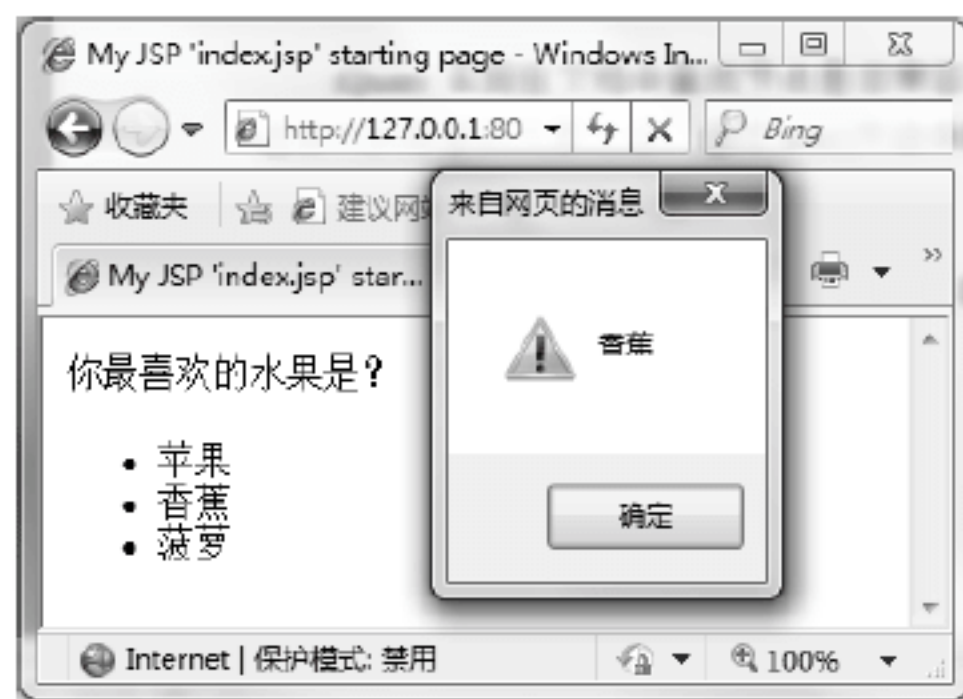 My JSP 'index.jsp' starting page - Windows In...
http://127.0.0.1:80
Bing
收藏夹
建议网
来自网页的消息
My JSP 'index.jsp' star...
香蕉
你最喜欢的水果是？
苹果
香蕉
菠萝
确定
Internet | 保护模式: 禁用
100%